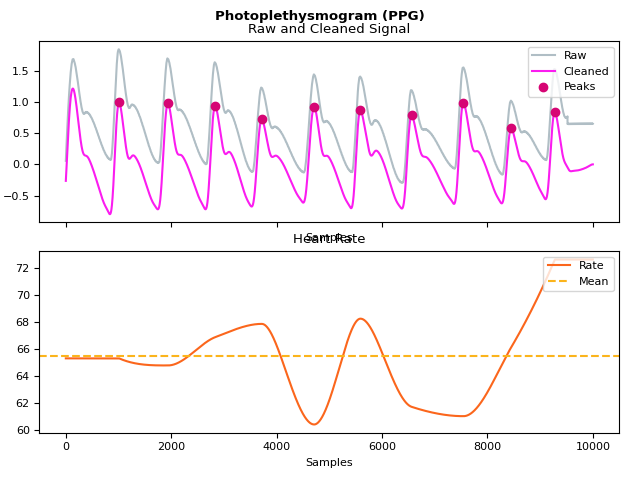 Photoplethysmogram (PPG)
Raw and Cleaned Signal
Raw
Cleaned
Peaks
1.5
1.0
0.5
0.0
−0.5
Samples
Heart Rate
Rate
Mean
72
70
68
66
64
62
60
0 2000 4000 6000 8000 10000
Samples